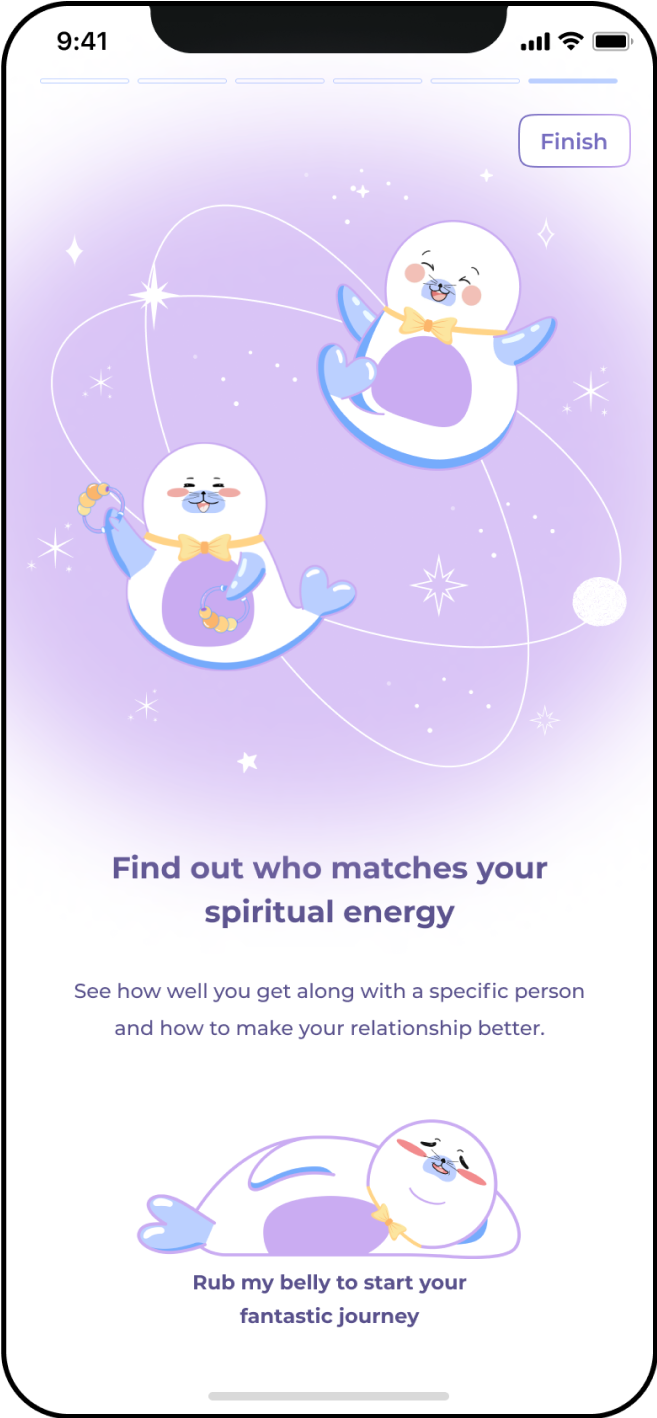 9:41
Finish
Find out who matches your
spiritual energy
See how well you get along with a specific person
and how to make your relationship better.
Rub my belly to start your
fantastic journey